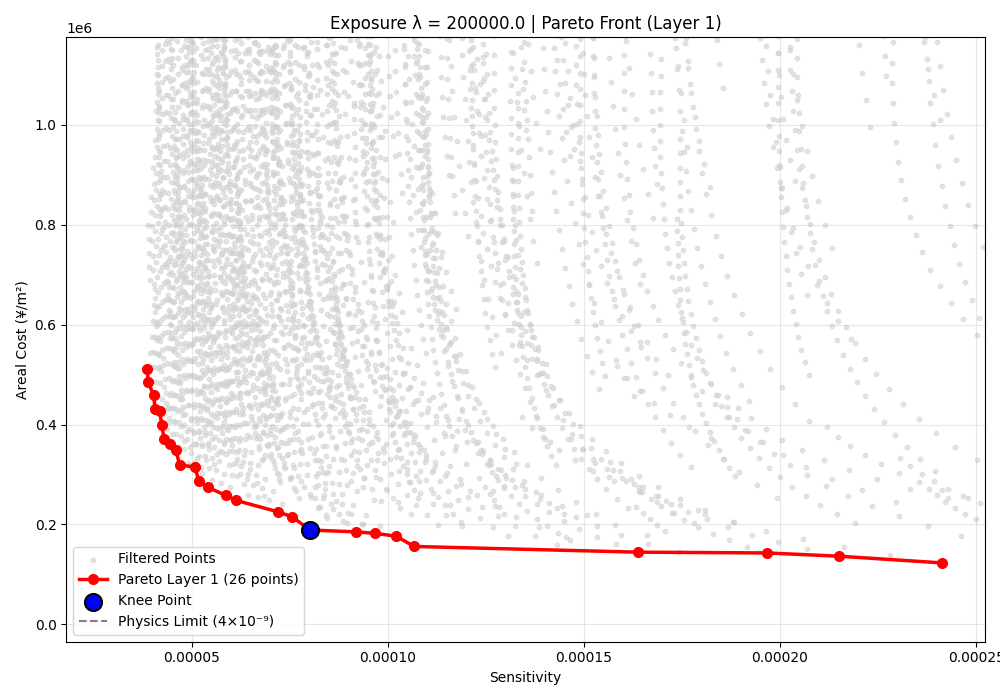 Exposure λ = 200000.0 | Pareto Front (Layer 1)
1e6
1.0
0.8
0.6
0.4
0.2
0.0
Areal Cost (¥/m²)
Filtered Points
Pareto Layer 1 (26 points)
Knee Point
Physics Limit (4×10⁻⁹)
0.00005 0.00010 0.00015 0.00020 0.00025
Sensitivity